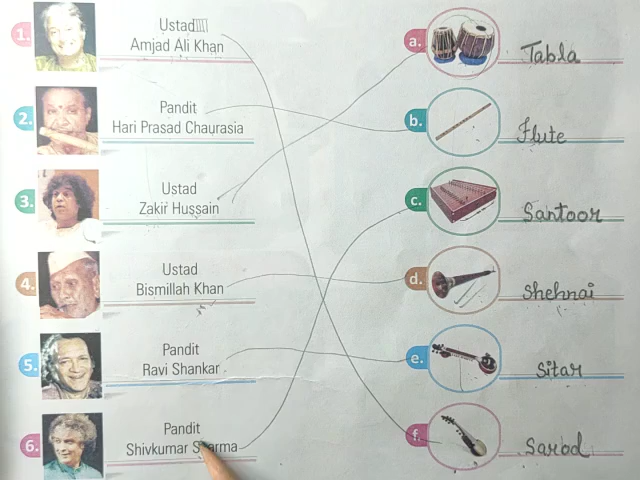 1.
Ustad
Amjad Ali Khan
a.
Tabla
2.
Pandit
Hari Prasad Chaurasia
b.
Flute
3.
Ustad
Zakir Hussain
c.
Santoor
4.
Ustad
Bismillah Khan
d.
Shehnai
5.
Pandit
Ravi Shankar
e.
Sitar
6.
Pandit
Shivkumar Sharma
f.
Sarod